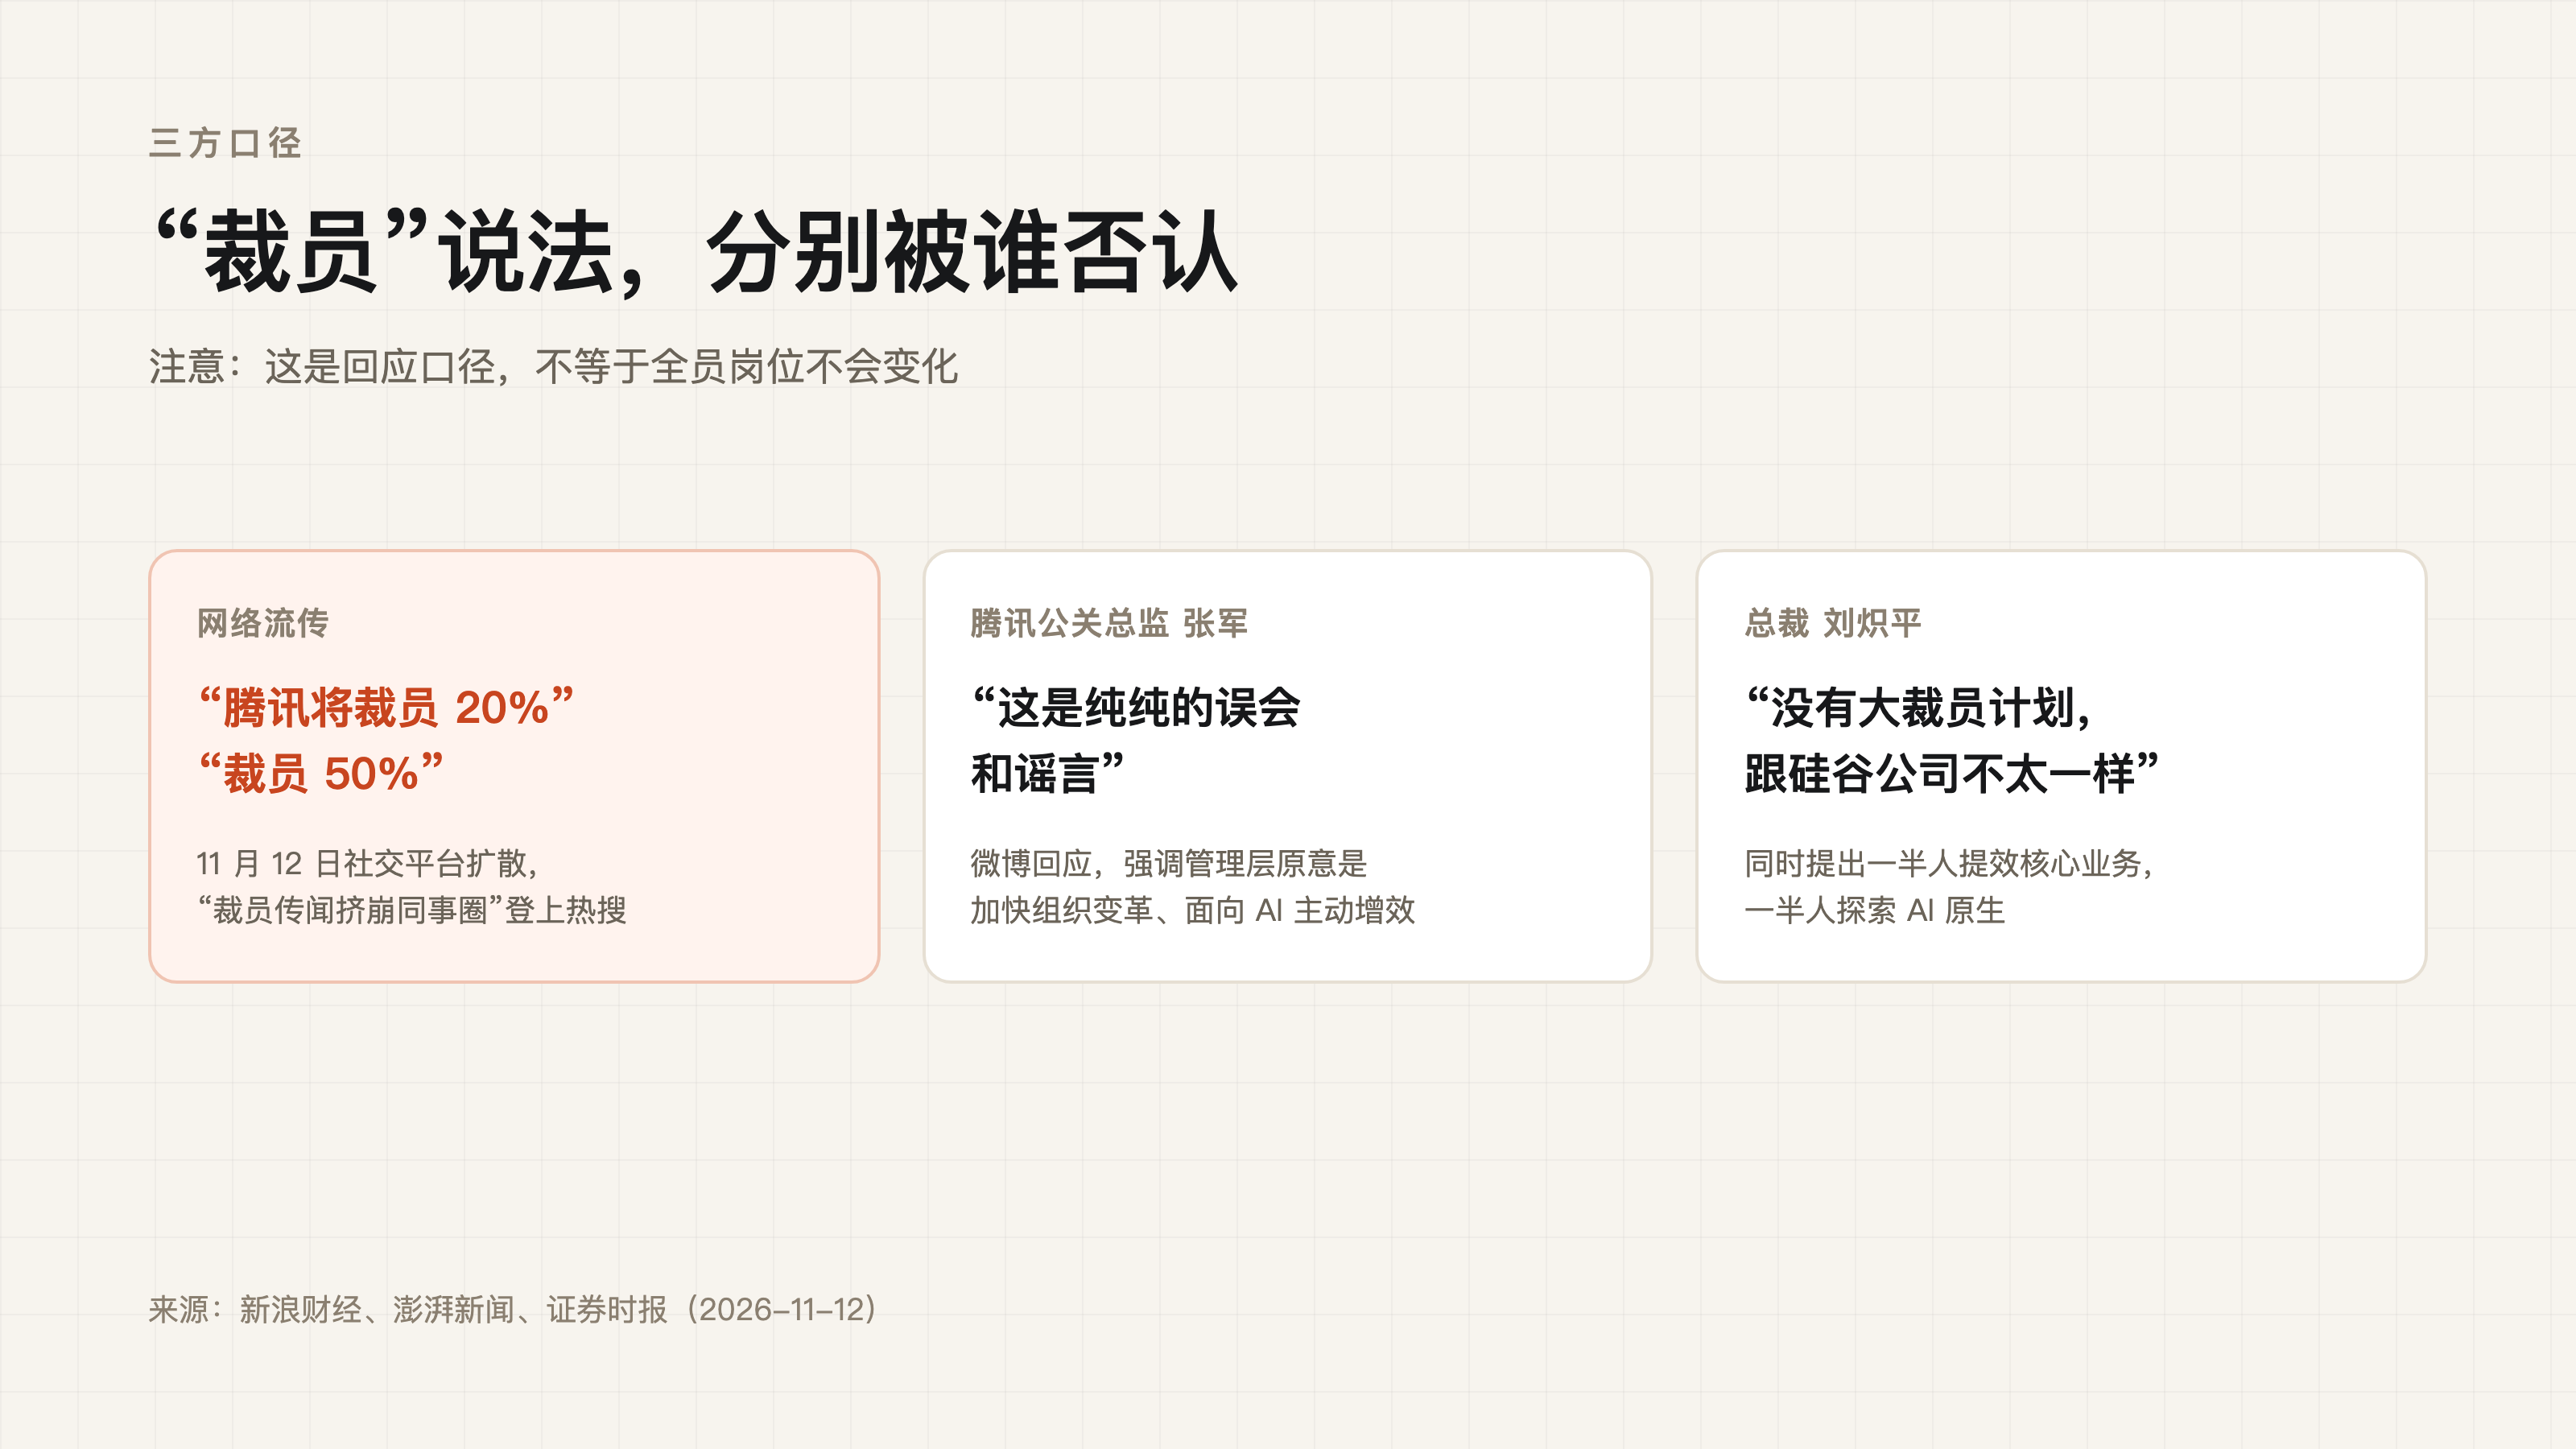 三方口径
“裁员”说法，分别被谁否认
注意：这是回应口径，不等于全员岗位不会变化
网络流传
“腾讯将裁员 20%”
“裁员 50%”
11 月 12 日社交平台扩散，
“裁员传闻挤崩同事圈”登上热搜
腾讯公关总监 张军
“这是纯纯的误会
和谣言”
微博回应，强调管理层原意是
加快组织变革、面向 AI 主动增效
总裁 刘炽平
“没有大裁员计划，
跟硅谷公司不太一样”
同时提出一半人提效核心业务，
一半人探索 AI 原生
来源：新浪财经、澎湃新闻、证券时报（2026-11-12）